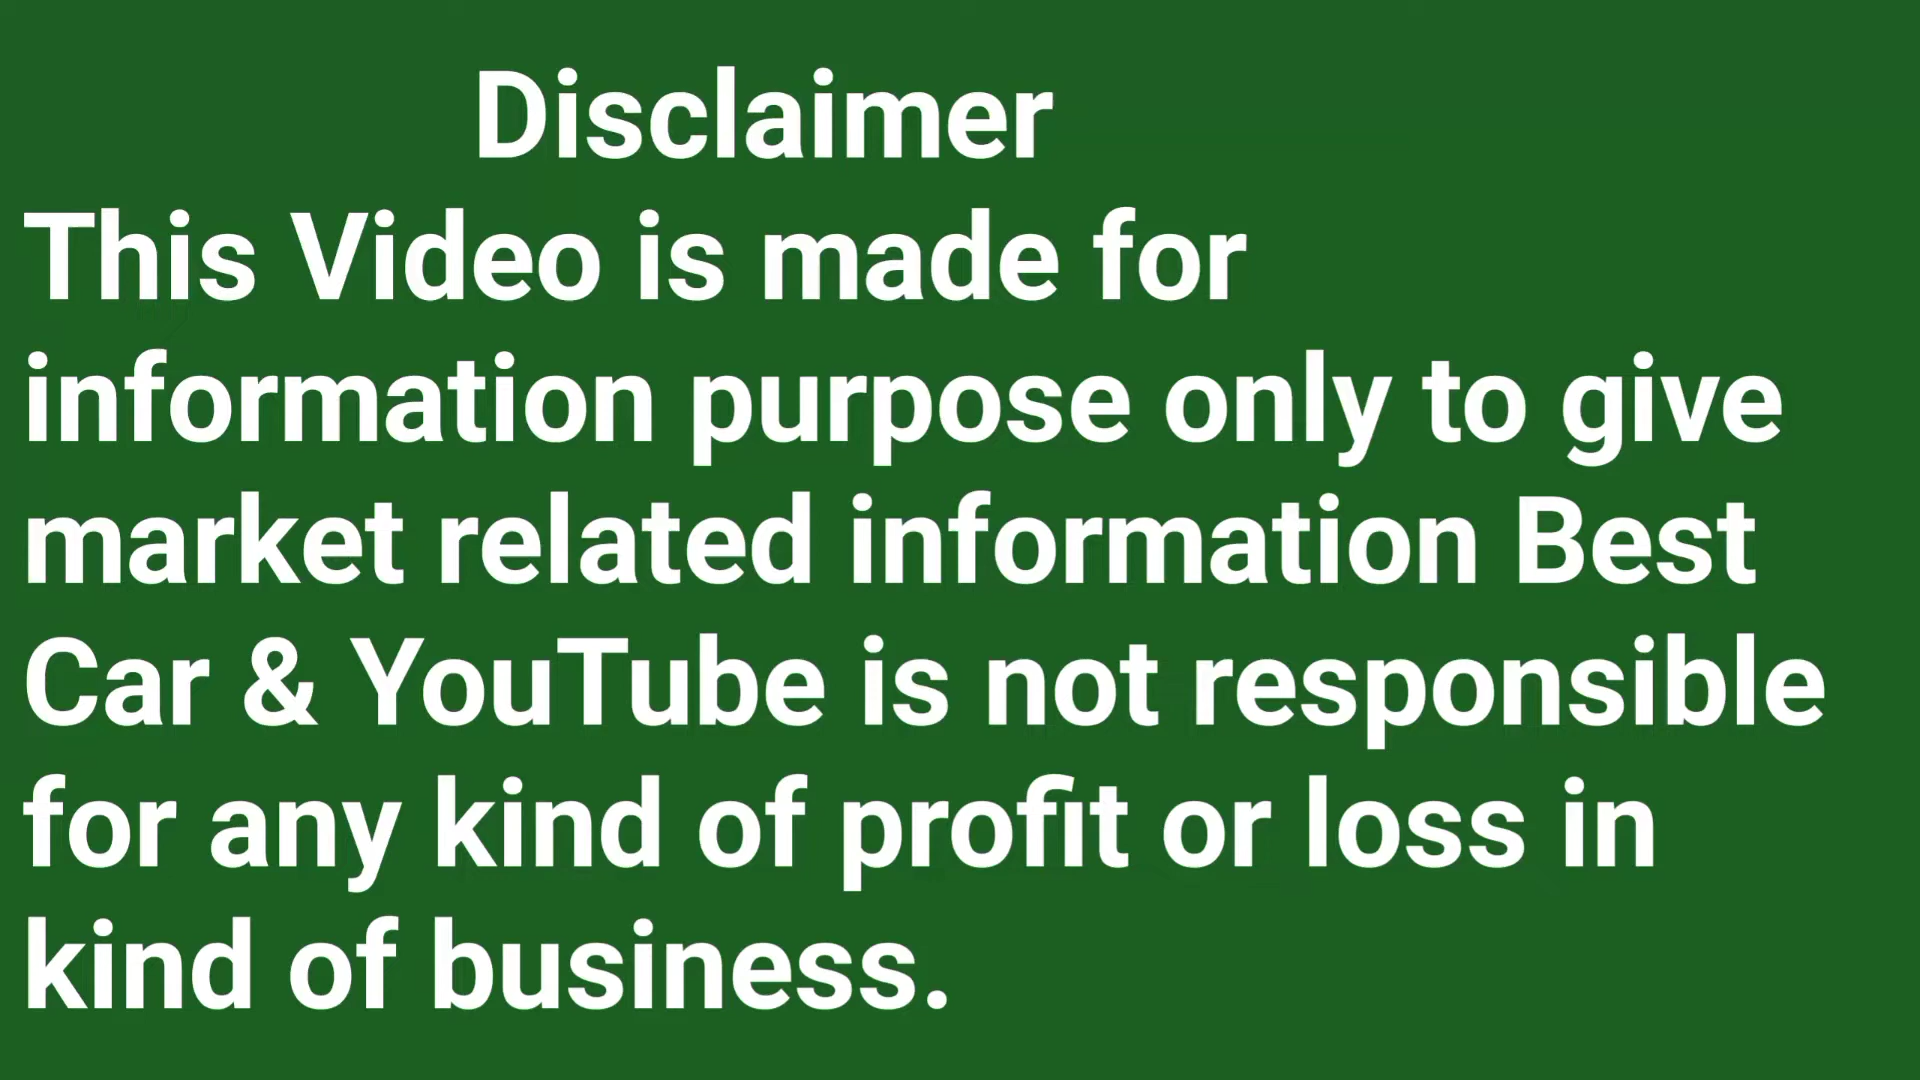 Disclaimer
This Video is made for
information purpose only to give
market related information Best
Car & YouTube is not responsible
for any kind of profit or loss in
kind of business.